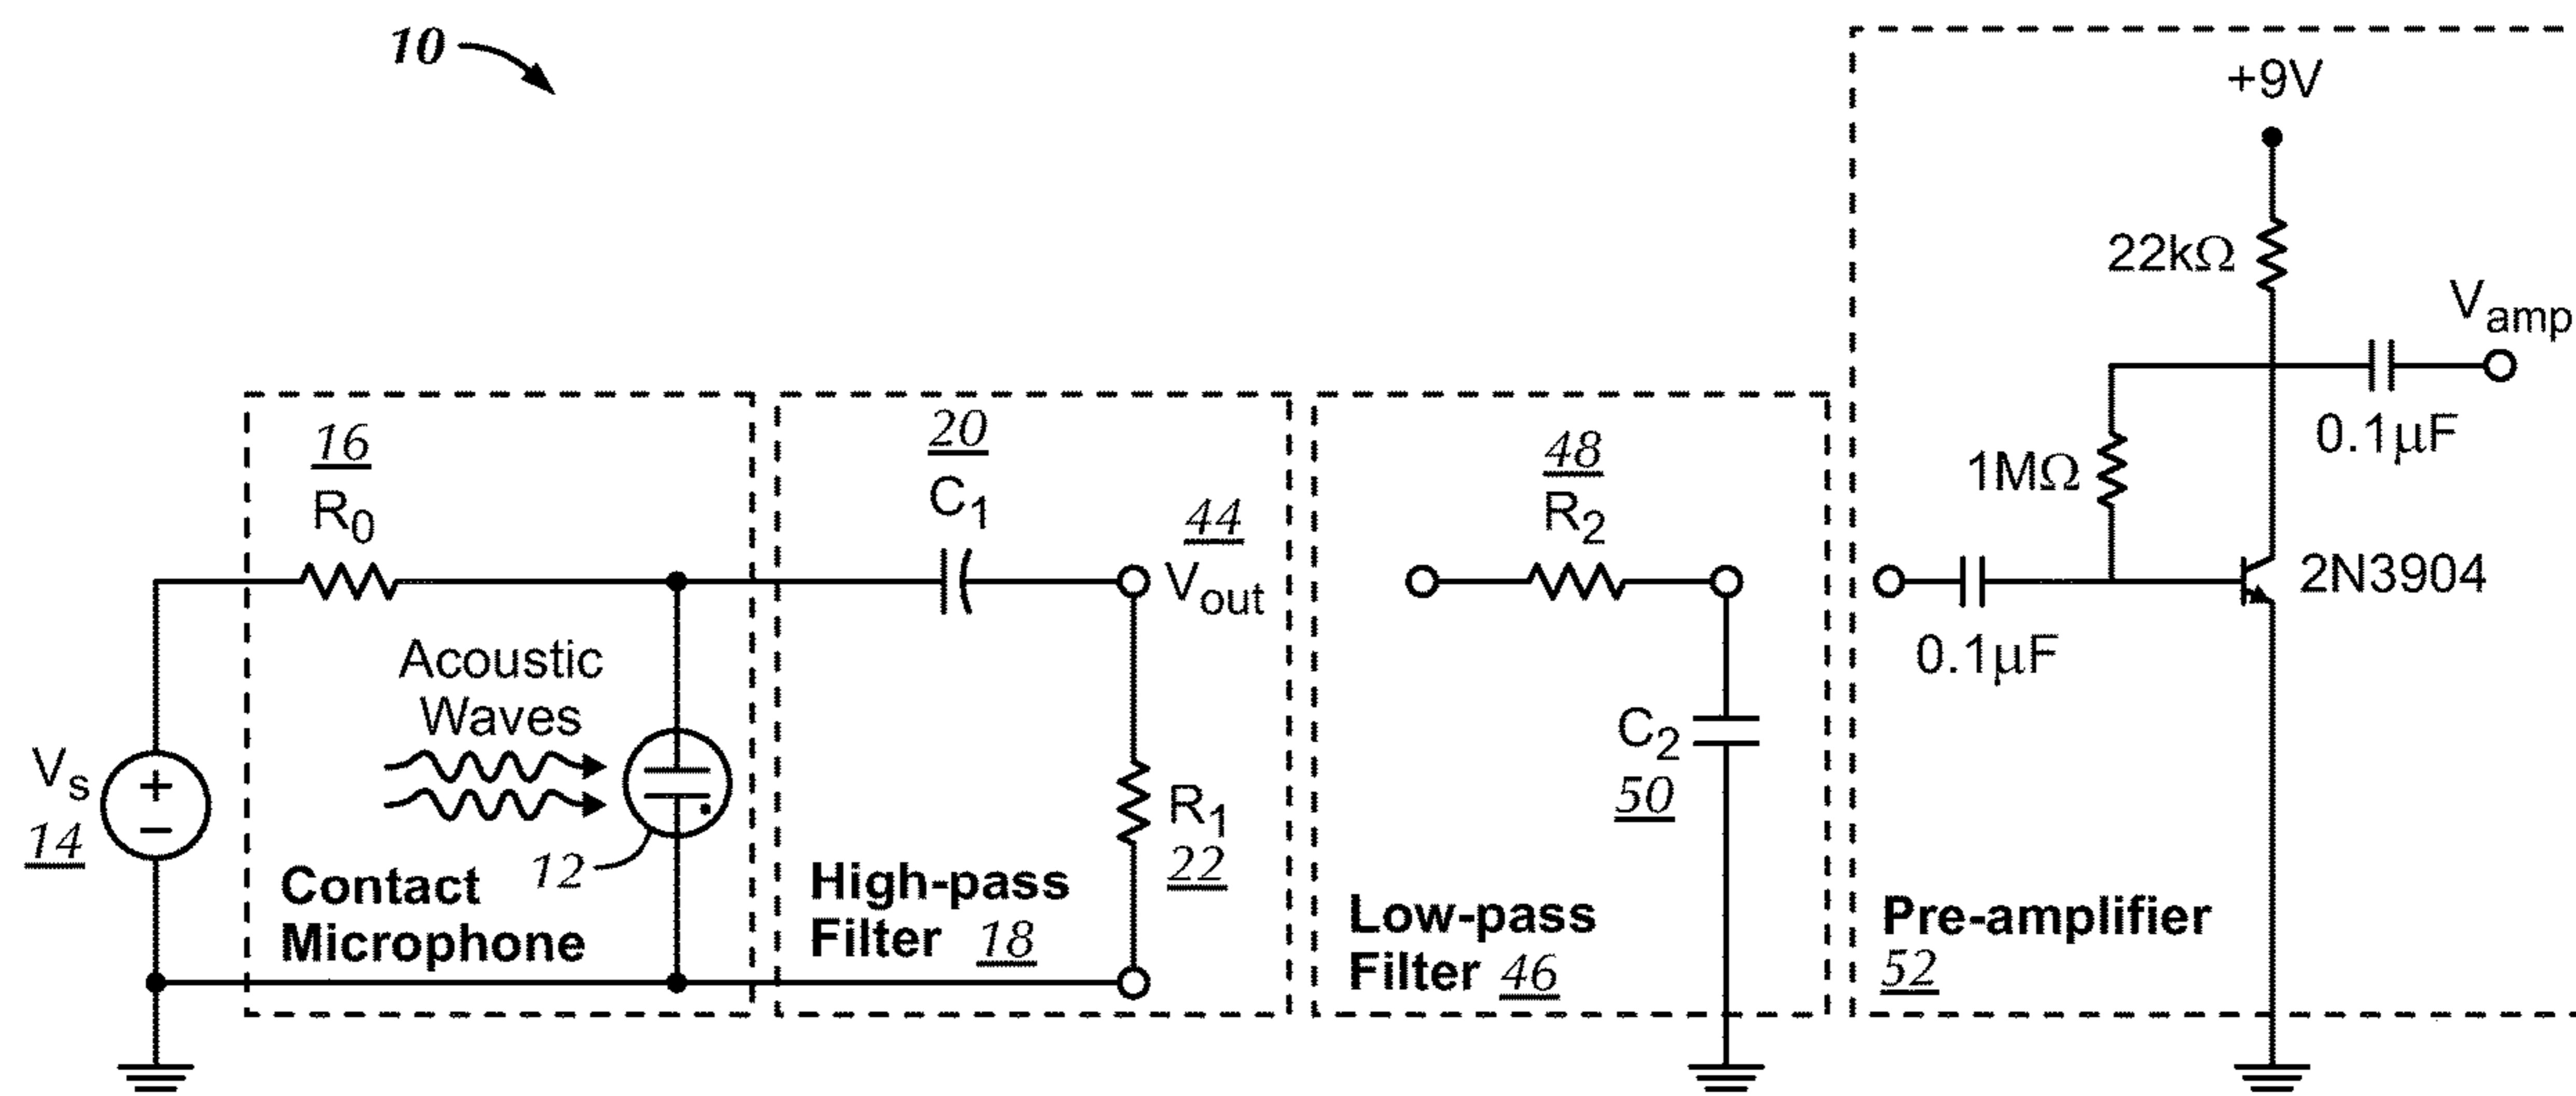 10
+9V
22kΩ
Vamp
0.1μF
1MΩ
2N3904
0.1μF
Pre-amplifier
52
16
R0
Acoustic
Waves
Vs
14
+
−
12
Contact
Microphone
20
C1
44
Vout
R1
22
High-pass
Filter 18
48
R2
C2
50
Low-pass
Filter 46